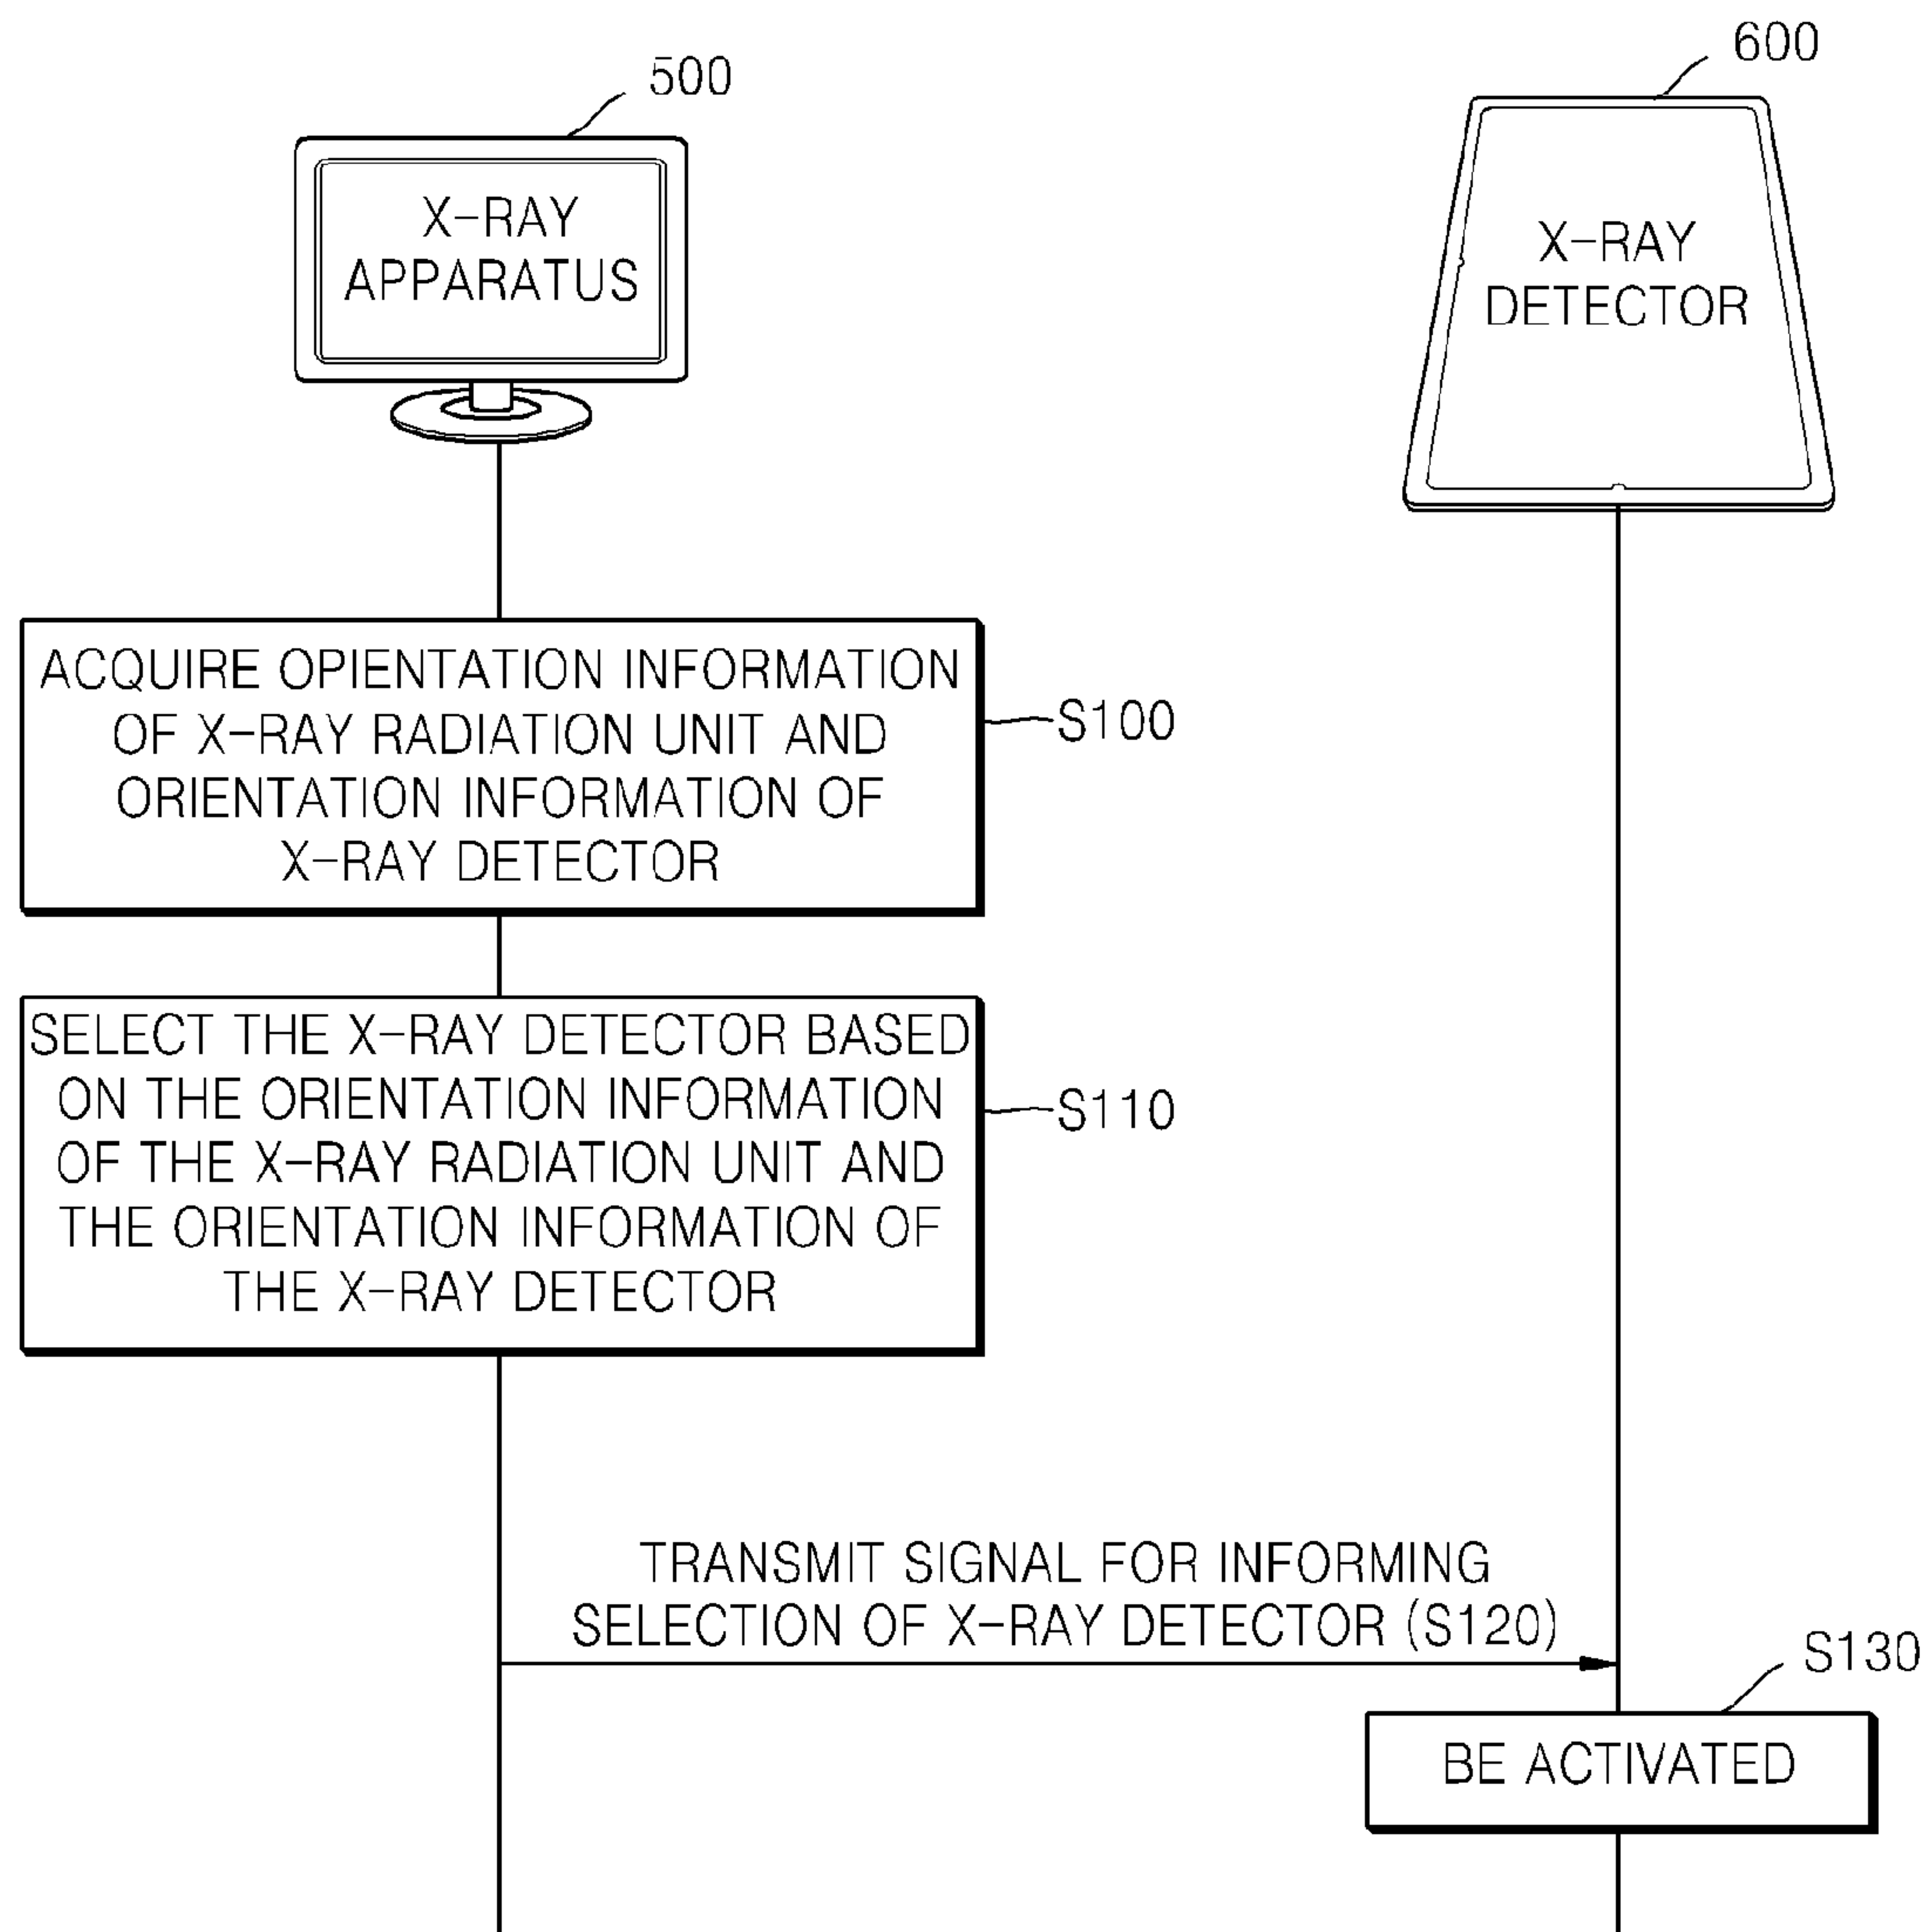 500
600
X-RAY
APPARATUS
X-RAY
DETECTOR
ACQUIRE OPIENTATION INFORMATION
OF X-RAY RADIATION UNIT AND
ORIENTATION INFORMATION OF
X-RAY DETECTOR
S100
SELECT THE X-RAY DETECTOR BASED
ON THE ORIENTATION INFORMATION
OF THE X-RAY RADIATION UNIT AND
THE ORIENTATION INFORMATION OF
THE X-RAY DETECTOR
S110
TRANSMIT SIGNAL FOR INFORMING
SELECTION OF X-RAY DETECTOR (S120)
S130
BE ACTIVATED